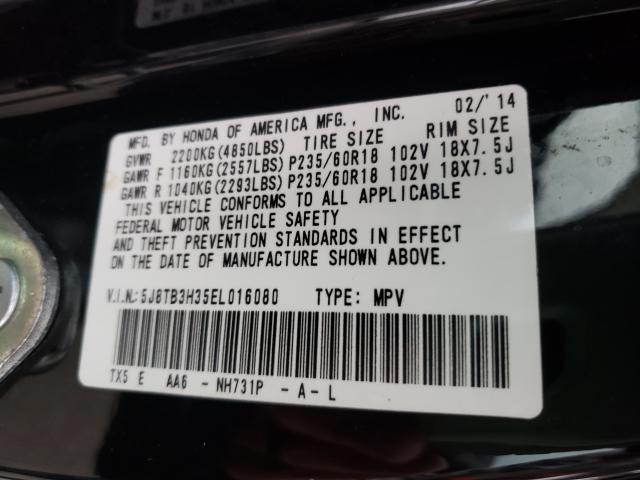 MFD. BY HONDA OF AMERICA MFG., INC. 02/'14
GVWR 2200KG(4850LBS) TIRE SIZE RIM SIZE
GAWR F 1160KG(2557LBS) P235/60R18 102V 18X7.5J
GAWR R 1040KG(2293LBS) P235/60R18 102V 18X7.5J
THIS VEHICLE CONFORMS TO ALL APPLICABLE
FEDERAL MOTOR VEHICLE SAFETY
AND THEFT PREVENTION STANDARDS IN EFFECT
ON THE DATE OF MANUFACTURE SHOWN ABOVE.
V.I.N.:5J8TB3H35EL016080 TYPE: MPV
TX5 E AA6 - NH731P - A - L